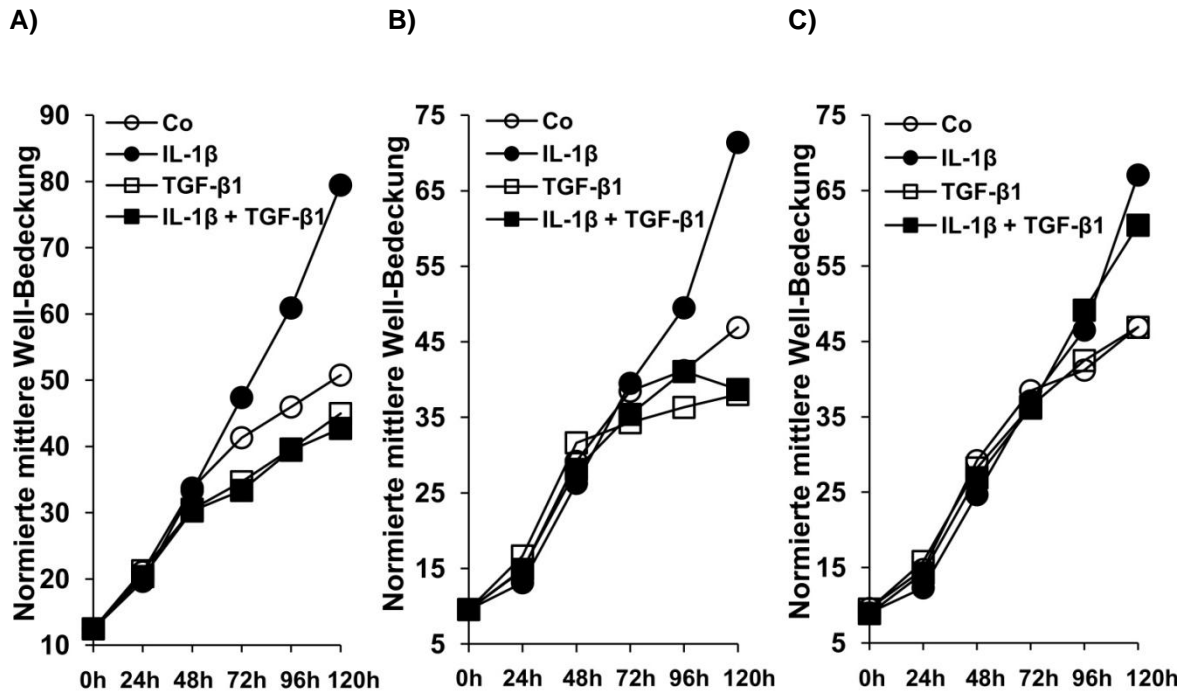 A)
B)
C)
Normierte mittlere Well-Bedeckung
90
80
70
60
50
40
30
20
10
Co
IL-1β
TGF-β1
IL-1β + TGF-β1
0h 24h 48h 72h 96h 120h
Normierte mittlere Well-Bedeckung
75
65
55
45
35
25
15
5
Co
IL-1β
TGF-β1
IL-1β + TGF-β1
0h 24h 48h 72h 96h 120h
Normierte mittlere Well-Bedeckung
75
65
55
45
35
25
15
5
Co
IL-1β
TGF-β1
IL-1β + TGF-β1
0h 24h 48h 72h 96h 120h